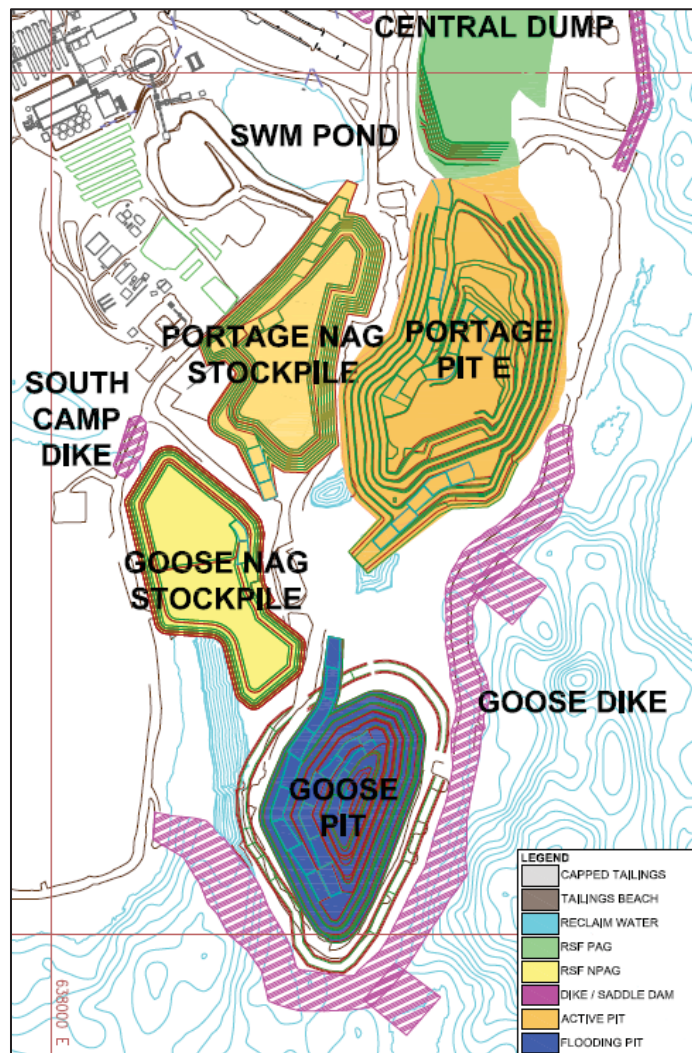 CENTRAL DUMP
SWM POND
PORTAGE NAG
STOCKPILE
PORTAGE
PIT E
SOUTH
CAMP
DIKE
GOOSE NAG
STOCKPILE
GOOSE DIKE
GOOSE
PIT
638000 E
LEGEND
CAPPED TAILINGS
TAILINGS BEACH
RECLAIM WATER
RSF PAG
RSF NPAG
DIKE / SADDLE DAM
ACTIVE PIT
FLOODING PIT